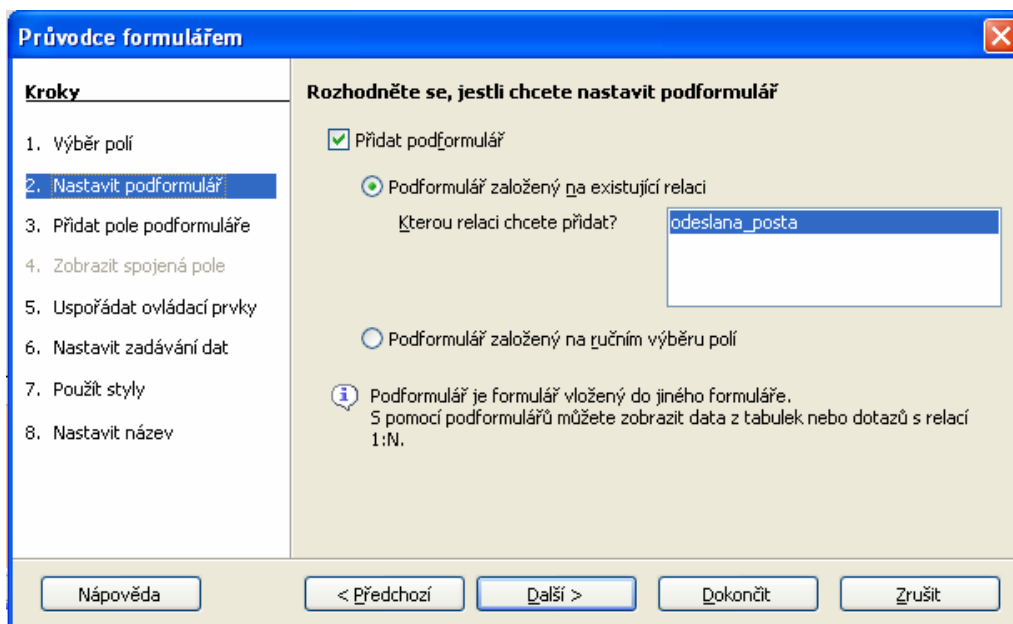 Průvodce formulářem
Kroky
1. Výběr polí
2. Nastavit podformulář
3. Přidat pole podformuláře
4. Zobrazit spojená pole
5. Uspořádat ovládací prvky
6. Nastavit zadávání dat
7. Použít styly
8. Nastavit název
Rozhodněte se, jestli chcete nastavit podformulář
Přidat podformulář
Podformulář založený na existující relaci
Kterou relaci chcete přidat?
odeslana_posta
Podformulář založený na ručním výběru polí
Podformulář je formulář vložený do jiného formuláře.
S pomocí podformulářů můžete zobrazit data z tabulek nebo dotazů s relací
1:N.
Nápověda
< Předchozí
Další >
Dokončit
Zrušit